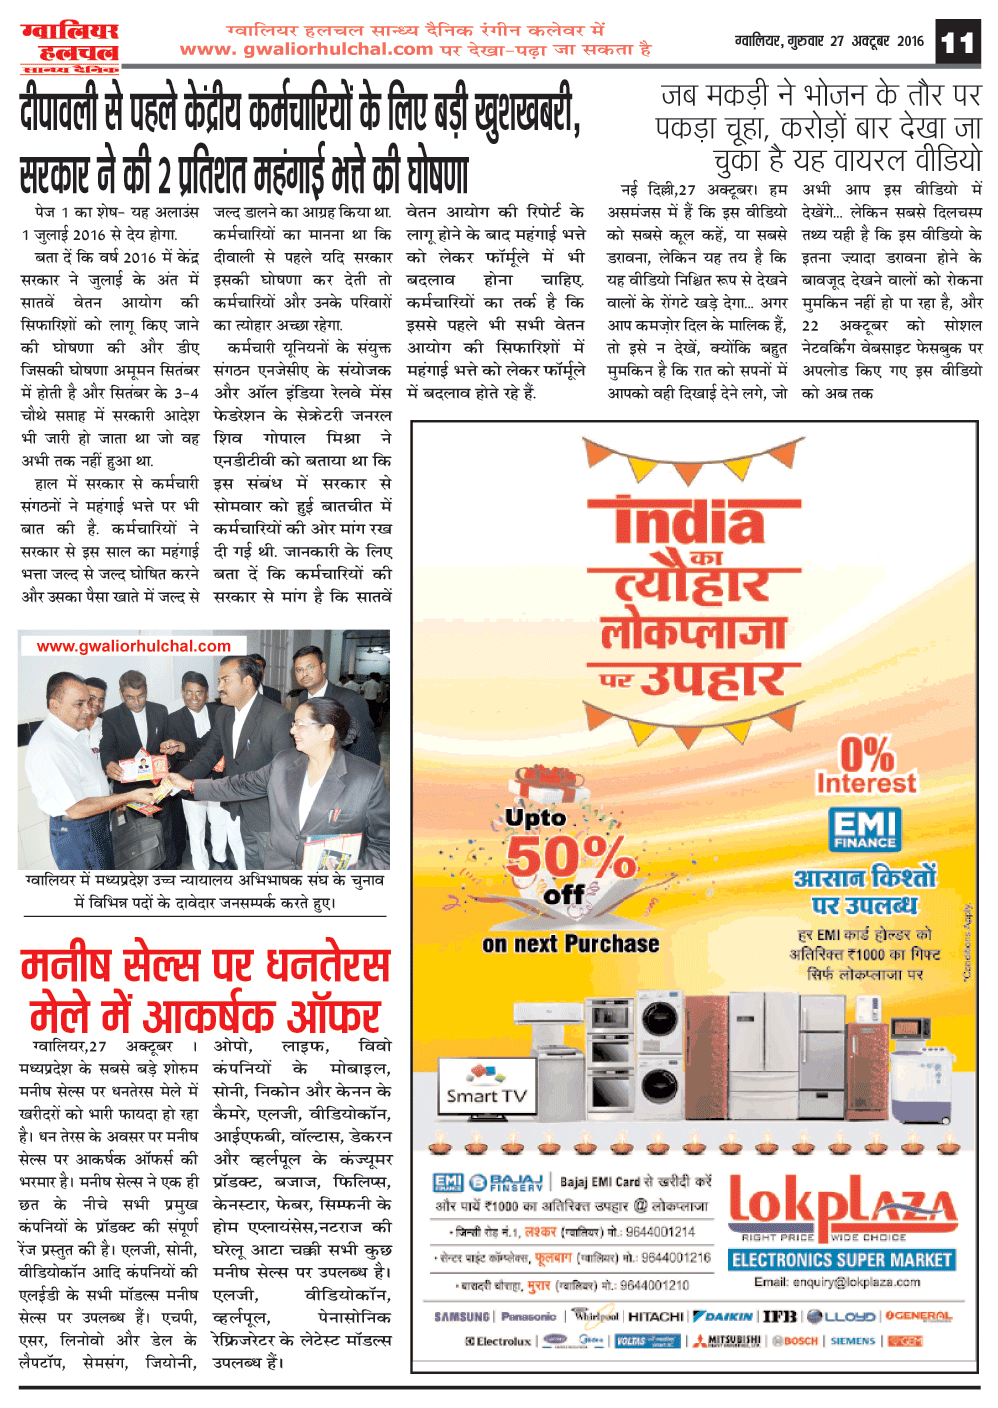 ग्वालियर
हलचल
सान्ध्य दैनिक
ग्वालियर हलचल सान्ध्य दैनिक रंगीन कलेवर में
www. gwaliorhulchal.com पर देखा-पढ़ा जा सकता है
ग्वालियर, गुरुवार 27 अक्टूबर 2016
11
दीपावली से पहले केंद्रीय कर्मचारियों के लिए बड़ी खुशखबरी,
सरकार ने की 2 प्रतिशत महंगाई भत्ते की घोषणा
पेज 1 का शेष- यह अलाउंस
1 जुलाई 2016 से देय होगा.
बता दें कि वर्ष 2016 में केंद्र
सरकार ने जुलाई के अंत में
सातवें वेतन आयोग की
सिफारिशों को लागू किए जाने
की घोषणा की और डीए
जिसकी घोषणा अमूमन सितंबर
में होती है और सितंबर के 3-4
चौथे सप्ताह में सरकारी आदेश
भी जारी हो जाता था जो वह
अभी तक नहीं हुआ था.
हाल में सरकार से कर्मचारी
संगठनों ने महंगाई भत्ते पर भी
बात की है. कर्मचारियों ने
सरकार से इस साल का महंगाई
भत्ता जल्द से जल्द घोषित करने
और उसका पैसा खाते में जल्द से
जल्द डालने का आग्रह किया था.
कर्मचारियों का मानना था कि
दीवाली से पहले यदि सरकार
इसकी घोषणा कर देती तो
कर्मचारियों और उनके परिवारों
का त्योहार अच्छा रहेगा.
कर्मचारी यूनियनों के संयुक्त
संगठन एनजेसीए के संयोजक
और ऑल इंडिया रेलवे मेंस
फेडरेशन के सेक्रेटरी जनरल
शिव गोपाल मिश्रा ने
एनडीटीवी को बताया था कि
इस संबंध में सरकार से
सोमवार को हुई बातचीत में
कर्मचारियों की ओर मांग रख
दी गई थी. जानकारी के लिए
बता दें कि कर्मचारियों की
सरकार से मांग है कि सातवें
वेतन आयोग की रिपोर्ट के
लागू होने के बाद महंगाई भत्ते
को लेकर फॉर्मूले में भी
बदलाव होना चाहिए.
कर्मचारियों का तर्क है कि
इससे पहले भी सभी वेतन
आयोग की सिफारिशों में
महंगाई भत्ते को लेकर फॉर्मूले
में बदलाव होते रहे हैं.
जब मकड़ी ने भोजन के तौर पर
पकड़ा चूहा, करोड़ों बार देखा जा
चुका है यह वायरल वीडियो
नई दिल्ली,27 अक्टूबर। हम
असमंजस में हैं कि इस वीडियो
को सबसे कूल कहें, या सबसे
डरावना, लेकिन यह तय है कि
यह वीडियो निश्चित रूप से देखने
वालों के रोंगटे खड़े देगा... अगर
आप कमज़ोर दिल के मालिक हैं,
तो इसे न देखें, क्योंकि बहुत
मुमकिन है कि रात को सपनों में
आपको वही दिखाई देने लगे, जो
अभी आप इस वीडियो में
देखेंगे... लेकिन सबसे दिलचस्प
तथ्य यही है कि इस वीडियो के
इतना ज़्यादा डरावना होने के
बावजूद देखने वालों को रोकना
मुमकिन नहीं हो पा रहा है, और
22 अक्टूबर को सोशल
नेटवर्किंग वेबसाइट फेसबुक पर
अपलोड किए गए इस वीडियो
को अब तक
www.gwaliorhulchal.com
ग्वालियर में मध्यप्रदेश उच्च न्यायालय अभिभाषक संघ के चुनाव
में विभिन्न पदों के दावेदार जनसम्पर्क करते हुए।
मनीष सेल्स पर धनतेरस
मेले में आकर्षक ऑफर
ग्वालियर,27 अक्टूबर ।
मध्यप्रदेश के सबसे बड़े शोरुम
मनीष सेल्स पर धनतेरस मेले में
खरीदरों को भारी फायदा हो रहा
है। धन तेरस के अवसर पर मनीष
सेल्स पर आकर्षक ऑफर्स की
भरमार है। मनीष सेल्स ने एक ही
छत के नीचे सभी प्रमुख
कंपनियों के प्रॉडक्ट की संपूर्ण
रेंज प्रस्तुत की है। एलजी, सोनी,
वीडियोकॉन आदि कंपनियों की
एलईडी के सभी मॉडल्स मनीष
सेल्स पर उपलब्ध हैं। एचपी,
एसर, लिनोवो और डेल के
लैपटॉप, सेमसंग, जियोनी,
ओपो, लाइफ, विवो
कंपनियों के मोबाइल,
सोनी, निकोन और केनन के
कैमरे, एलजी, वीडियोकॉन,
आईएफबी, वॉल्टास, डेकरन
और व्हर्लपूल के कंज्यूमर
प्रॉडक्ट, बजाज, फिलिप्स,
केनस्टार, फेबर, सिम्फनी के
होम एप्लायंसेस,नटराज की
घरेलू आटा चक्की सभी कुछ
मनीष सेल्स पर उपलब्ध है।
एलजी, वीडियोकॉन,
व्हर्लपूल, पेनासोनिक
रेफ्रिजरेटर के लेटेस्ट मॉडल्स
उपलब्ध हैं।
india
का
त्यौहार
लोकप्लाजा
पर उपहार
0%
Interest
EMI
FINANCE
आसान किश्तों
पर उपलब्ध
हर EMI कार्ड होल्डर को
अतिरिक्त ₹1000 का गिफ्ट
सिर्फ लोकप्लाजा पर
*Conditions Apply.
Upto
50%
off
on next Purchase
Smart TV
EMI FINANCE BAJAJ FINSERV Bajaj EMI Card से खरीदी करें
और पायें ₹1000 का अतिरिक्त उपहार @ लोकप्लाजा
• जिन्सी रोड नं.1, लश्कर (ग्वालियर) मो.: 9644001214
• सेन्टर पाइंट कॉम्पलेक्स, फूलबाग (ग्वालियर) मो.: 9644001216
• बारादरी चौराहा, मुरार (ग्वालियर) मो.: 9644001210
lokplaza
RIGHT PRICE WIDE CHOICE
ELECTRONICS SUPER MARKET
Email: enquiry@lokplaza.com
SAMSUNG Panasonic Whirlpool HITACHI DAIKIN IFB LLOYD GENERAL
Electrolux Midea VOLTAS MITSUBISHI BOSCH SIEMENS GEM